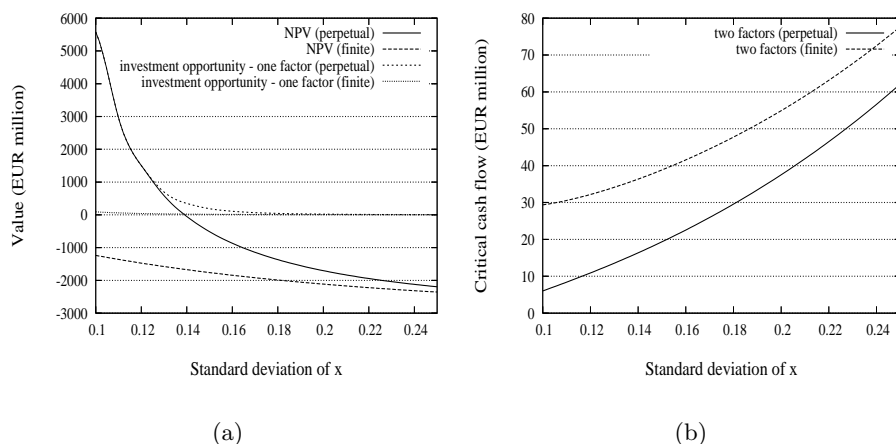 6000
5000
4000
3000
2000
1000
0
-1000
-2000
-3000
Value (EUR million)
NPV (perpetual)
NPV (finite)
investment opportunity - one factor (perpetual)
investment opportunity - one factor (finite)
0.1 0.12 0.14 0.16 0.18 0.2 0.22 0.24
Standard deviation of x
(a)
80
70
60
50
40
30
20
10
0
Critical cash flow (EUR million)
two factors (perpetual)
two factors (finite)
0.1 0.12 0.14 0.16 0.18 0.2 0.22 0.24
Standard deviation of x
(b)